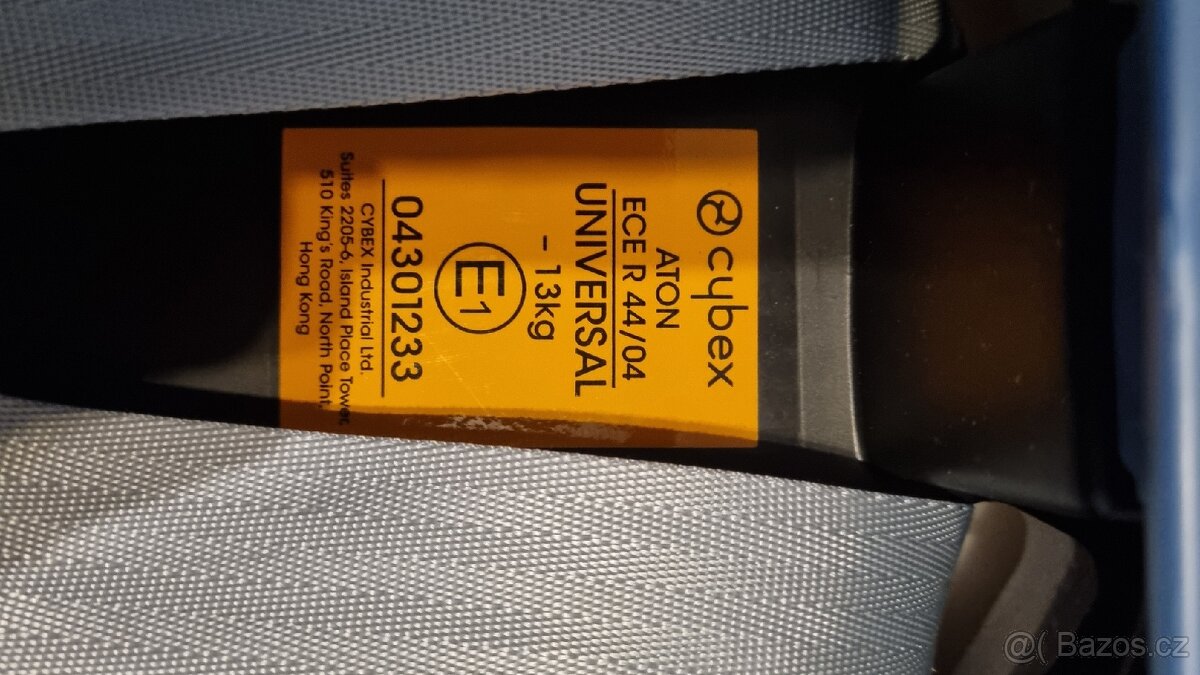 cybex
ATON
ECE R 44/04
UNIVERSAL
- 13kg
E1
04301233
CYBEX Industrial Ltd.
Suites 2205-6, Island Place Tower,
510 King's Road, North Point,
Hong Kong
@( Bazos.cz